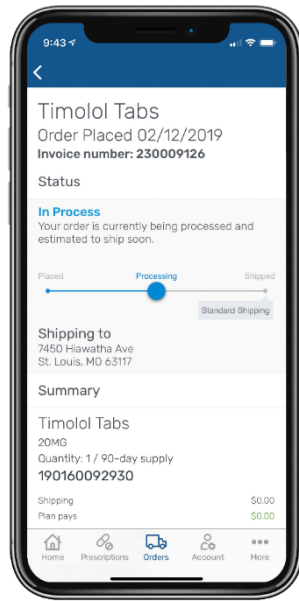 9:43
Timolol Tabs
Order Placed 02/12/2019
Invoice number: 230009126
Status
In Process
Your order is currently being processed and
estimated to ship soon.
Placed Processing Shipped
Standard Shipping
Shipping to
7450 Hiawatha Ave
St. Louis, MO 63117
Summary
Timolol Tabs
20MG
Quantity: 1 / 90-day supply
190160092930
Shipping $0.00
Plan pays $0.00
Home Prescriptions Orders Account More